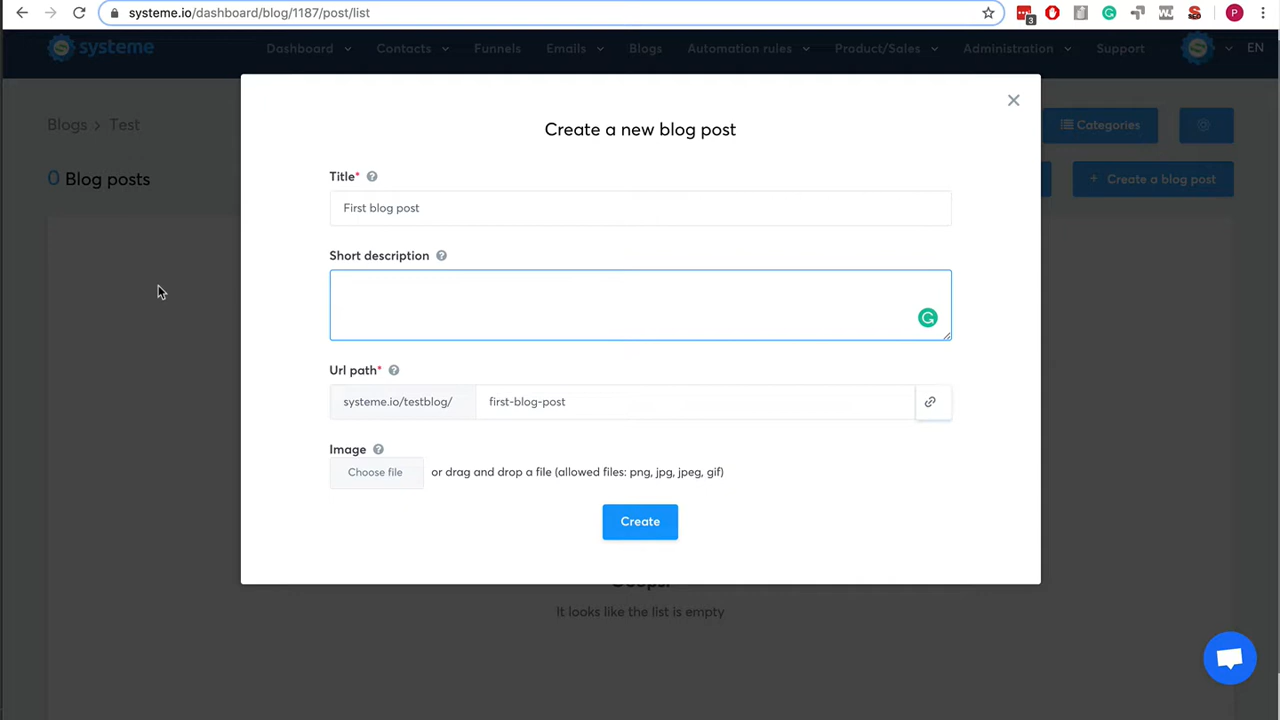 systeme.io/dashboard/blog/1187/post/list
3
P
systeme
Dashboard Contacts Funnels Emails Blogs Automation rules Product/Sales Administration Support EN
Create a new blog post
Blogs > Test
Categories
0 Blog posts
+ Create a blog post
Title* ?
First blog post
Short description ?
Url path* ?
systeme.io/testblog/ first-blog-post
Image ?
Choose file or drag and drop a file (allowed files: png, jpg, jpeg, gif)
Create
It looks like the list is empty